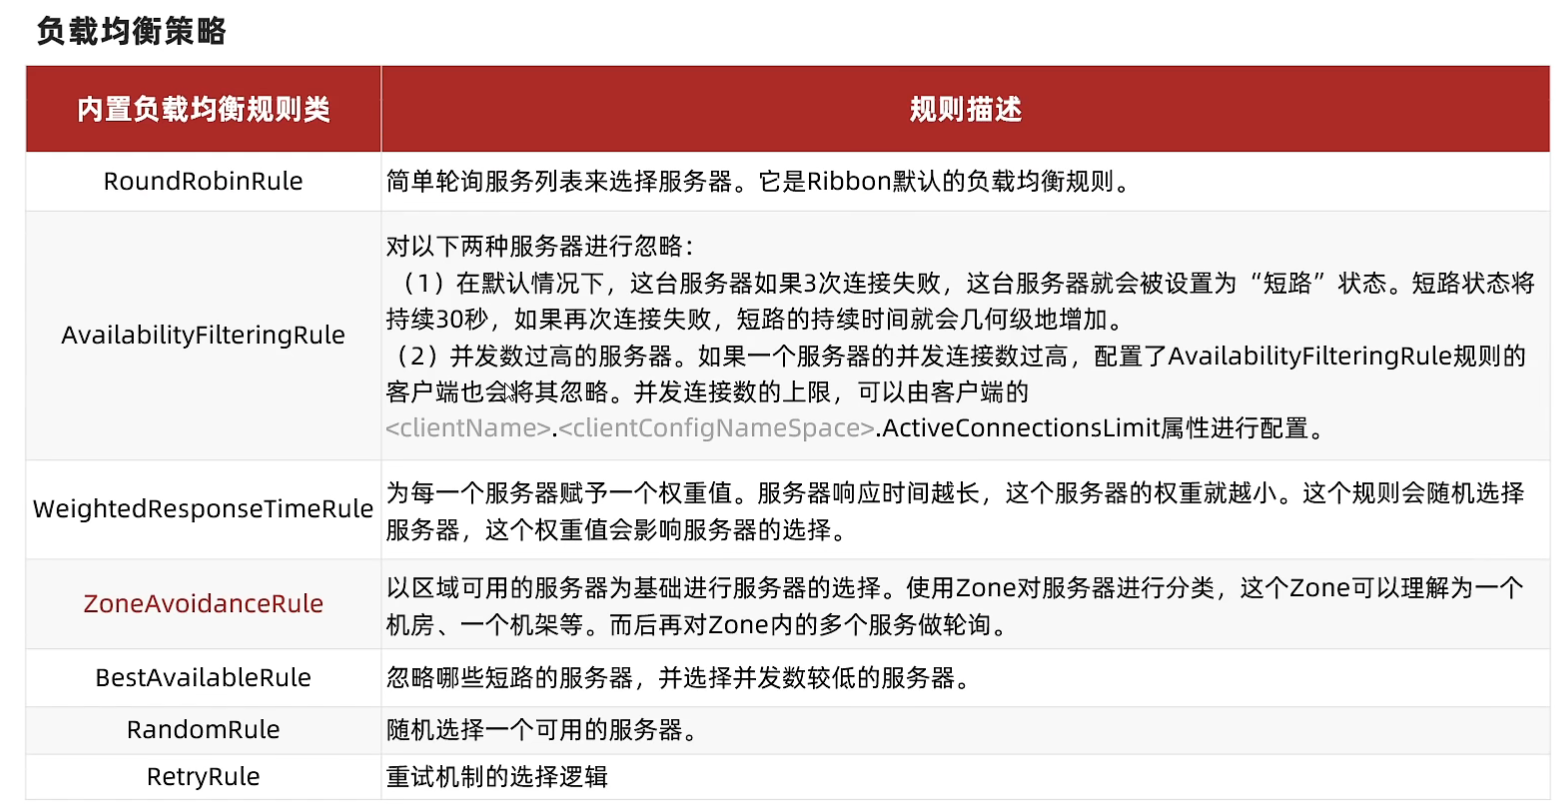 负载均衡策略
内置负载均衡规则类
规则描述
RoundRobinRule
简单轮询服务列表来选择服务器。它是Ribbon默认的负载均衡规则。
AvailabilityFilteringRule
对以下两种服务器进行忽略：
（1）在默认情况下，这台服务器如果3次连接失败，这台服务器就会被设置为“短路”状态。短路状态将
持续30秒，如果再次连接失败，短路的持续时间就会几何级地增加。
（2）并发数过高的服务器。如果一个服务器的并发连接数过高，配置了AvailabilityFilteringRule规则的
客户端也会将其忽略。并发连接数的上限，可以由客户端的
<clientName>.<clientConfigNameSpace>.ActiveConnectionsLimit属性进行配置。
WeightedResponseTimeRule
为每一个服务器赋予一个权重值。服务器响应时间越长，这个服务器的权重就越小。这个规则会随机选择
服务器，这个权重值会影响服务器的选择。
ZoneAvoidanceRule
以区域可用的服务器为基础进行服务器的选择。使用Zone对服务器进行分类，这个Zone可以理解为一个
机房、一个机架等。而后再对Zone内的多个服务做轮询。
BestAvailableRule
忽略哪些短路的服务器，并选择并发数较低的服务器。
RandomRule
随机选择一个可用的服务器。
RetryRule
重试机制的选择逻辑